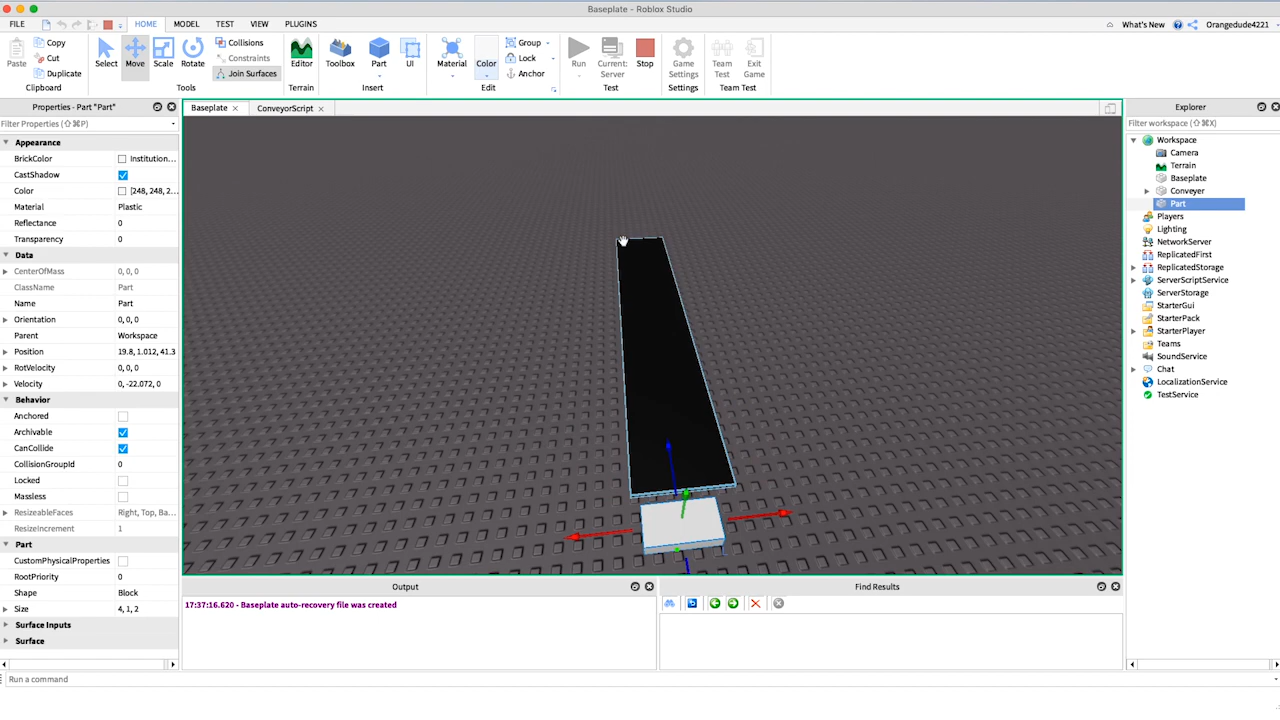 Baseplate - Roblox Studio
FILE HOME MODEL TEST VIEW PLUGINS What's New Orangedude4221
Paste Copy Cut Duplicate Select Move Scale Rotate Collisions Constraints Join Surfaces Editor Toolbox Part UI Material Color Group Lock Anchor Run Current: Server Stop Game Settings Team Test Exit Game
Clipboard Tools Terrain Insert Edit Test Settings Team Test
Properties - Part "Part"
Filter Properties (⇧⌘P)
Appearance
BrickColor Institution...
CastShadow
Color [248, 248, 2...
Material Plastic
Reflectance 0
Transparency 0
Data
CenterOfMass 0, 0, 0
ClassName Part
Name Part
Orientation 0, 0, 0
Parent Workspace
Position 19.8, 1.012, 41.3
RotVelocity 0, 0, 0
Velocity 0, -22.072, 0
Behavior
Anchored
Archivable
CanCollide
CollisionGroupId 0
Locked
Massless
ResizeableFaces Right, Top, Ba...
ResizeIncrement 1
Part
CustomPhysicalProperties
RootPriority 0
Shape Block
Size 4, 1, 2
Surface Inputs
Surface
Baseplate ConveyorScript
Output
17:37:16.620 - Baseplate auto-recovery file was created
Find Results
Explorer
Filter workspace (⇧⌘X)
Workspace
Camera
Terrain
Baseplate
Conveyer
Part
Players
Lighting
NetworkServer
ReplicatedFirst
ReplicatedStorage
ServerScriptService
ServerStorage
StarterGui
StarterPack
StarterPlayer
Teams
SoundService
Chat
LocalizationService
TestService
Run a command